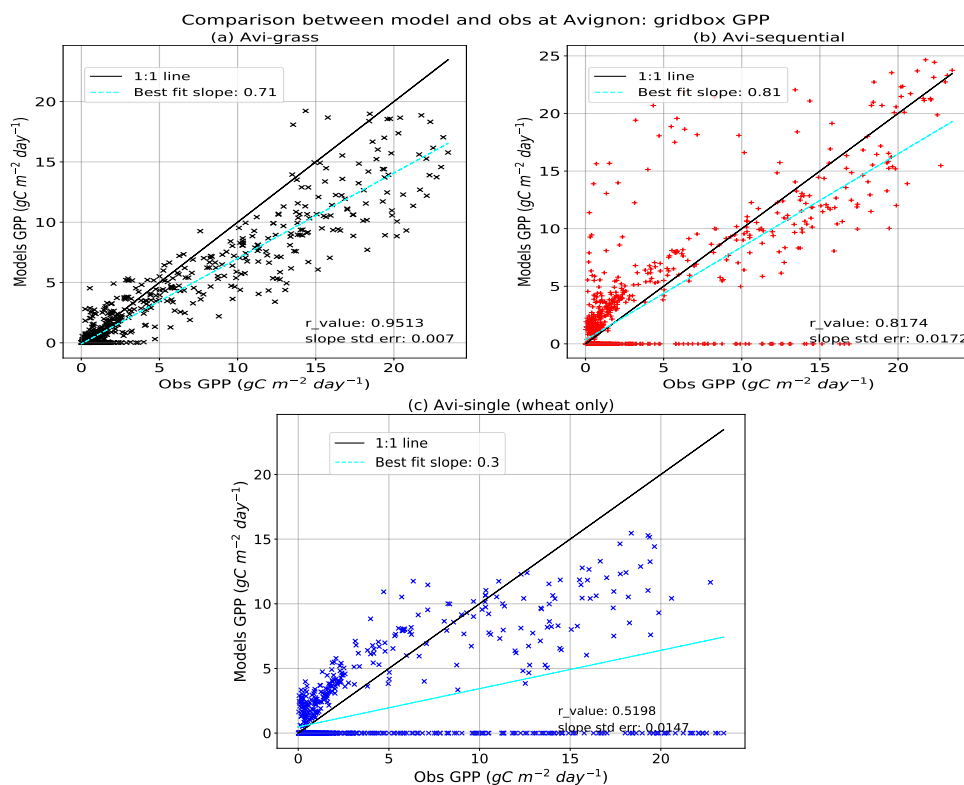 Comparison between model and obs at Avignon: gridbox GPP
(a) Avi-grass
1:1 line
Best fit slope: 0.71
20
15
10
5
0
Models GPP (gC m⁻² day⁻¹)
r_value: 0.9513
slope std err: 0.007
0 5 10 15 20
Obs GPP (gC m⁻² day⁻¹)
(b) Avi-sequential
1:1 line
Best fit slope: 0.81
25
20
15
10
5
0
Models GPP (gC m⁻² day⁻¹)
r_value: 0.8174
slope std err: 0.0172
0 5 10 15 20
Obs GPP (gC m⁻² day⁻¹)
(c) Avi-single (wheat only)
1:1 line
Best fit slope: 0.3
20
15
10
5
0
Models GPP (gC m⁻² day⁻¹)
r_value: 0.5198
slope std err: 0.0147
0 5 10 15 20
Obs GPP (gC m⁻² day⁻¹)